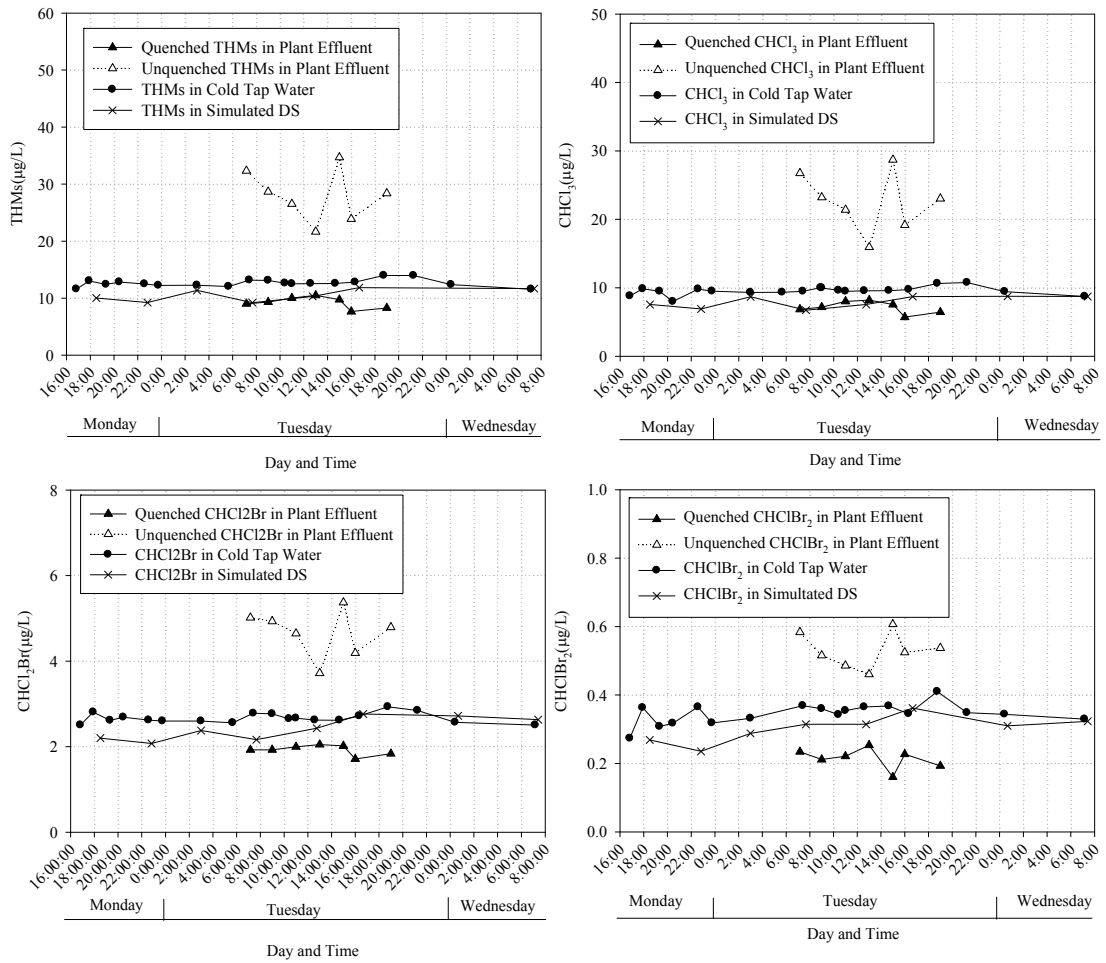 60
50
40
30
20
10
0
THMs(µg/L)
Quenched THMs in Plant Effluent
Unquenched THMs in Plant Effluent
THMs in Cold Tap Water
THMs in Simulated DS
16:00 18:00 20:00 22:00 0:00 2:00 4:00 6:00 8:00 10:00 12:00 14:00 16:00 18:00 20:00 22:00 0:00 2:00 4:00 6:00 8:00
Monday Tuesday Wednesday
Day and Time
50
40
30
20
10
0
CHCl₃(µg/L)
Quenched CHCl₃ in Plant Effluent
Unquenched CHCl₃ in Plant Effluent
CHCl₃ in Cold Tap Water
CHCl₃ in Simulated DS
16:00 18:00 20:00 22:00 0:00 2:00 4:00 6:00 8:00 10:00 12:00 14:00 16:00 18:00 20:00 22:00 0:00 2:00 4:00 6:00 8:00
Monday Tuesday Wednesday
Day and Time
8
6
4
2
0
CHCl₂Br(µg/L)
Quenched CHCl2Br in Plant Effluent
Unquenched CHCl2Br in Plant Effluent
CHCl2Br in Cold Tap Water
CHCl2Br in Simulated DS
16:00:00 18:00:00 20:00:00 22:00:00 0:00:00 2:00:00 4:00:00 6:00:00 8:00:00 10:00:00 12:00:00 14:00:00 16:00:00 18:00:00 20:00:00 22:00:00 0:00:00 2:00:00 4:00:00 6:00:00 8:00:00
Monday Tuesday Wednesday
Day and Time
1.0
0.8
0.6
0.4
0.2
0.0
CHClBr₂(µg/L)
Quenched CHClBr₂ in Plant Effluent
Unquenched CHClBr₂ in Plant Effluent
CHClBr₂ in Cold Tap Water
CHClBr₂ in Simultated DS
16:00 18:00 20:00 22:00 0:00 2:00 4:00 6:00 8:00 10:00 12:00 14:00 16:00 18:00 20:00 22:00 0:00 2:00 4:00 6:00 8:00
Monday Tuesday Wednesday
Day and Time